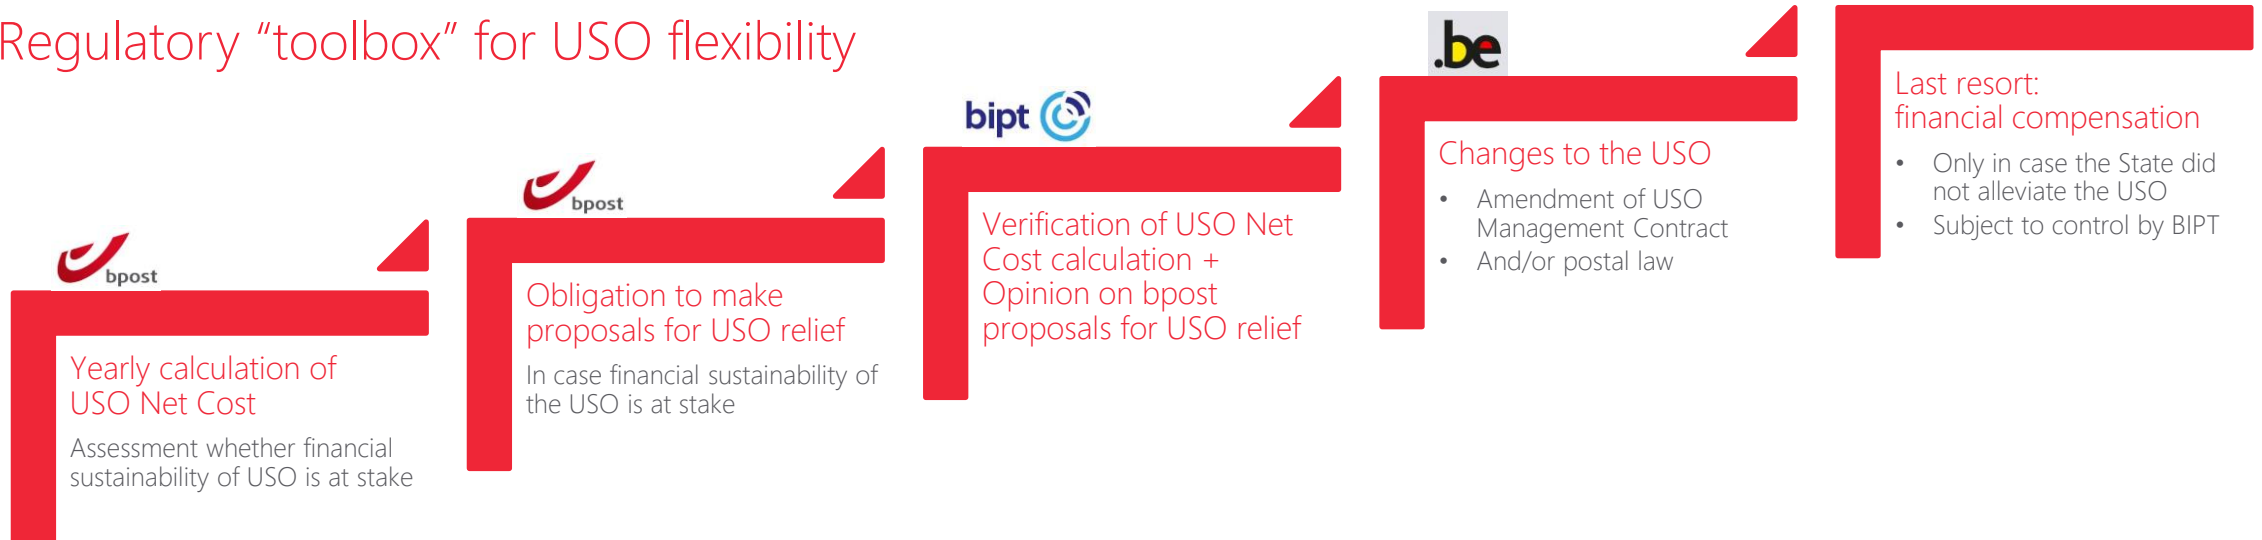 Regulatory “toolbox” for USO flexibility
bpost
Yearly calculation of
USO Net Cost
Assessment whether financial
sustainability of USO is at stake
bpost
Obligation to make
proposals for USO relief
In case financial sustainability of
the USO is at stake
bipt
Verification of USO Net
Cost calculation +
Opinion on bpost
proposals for USO relief
.be
Changes to the USO
• Amendment of USO
Management Contract
• And/or postal law
Last resort:
financial compensation
• Only in case the State did
not alleviate the USO
• Subject to control by BIPT